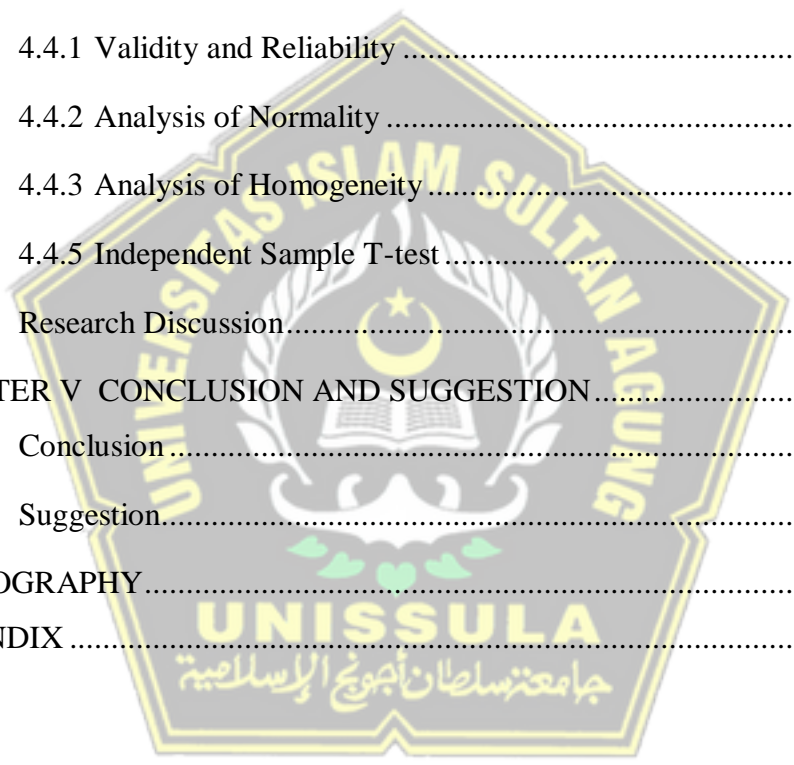 4.4.1 Validity and Reliability ................................................
4.4.2 Analysis of Normality ..................................................
4.4.3 Analysis of Homogeneity .............................................
4.4.5 Independent Sample T-test ...........................................
Research Discussion ..............................................................
TER V CONCLUSION AND SUGGESTION .........................
Conclusion .............................................................................
Suggestion ..............................................................................
OGRAPHY .................................................................................
NDIX ...........................................................................................
UNIVERSITAS ISLAM SULTAN AGUNG
UNISSULA
جامعة سلطان أجونج الإسلامية